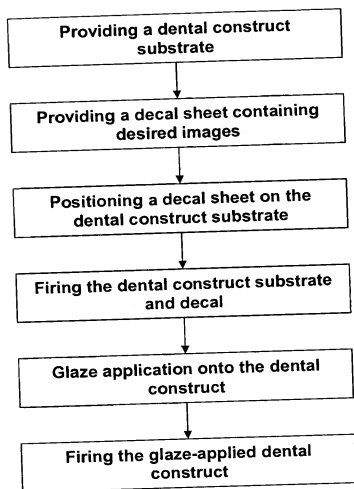 Providing a dental construct
substrate
Providing a decal sheet containing
desired images
Positioning a decal sheet on the
dental construct substrate
Firing the dental construct substrate
and decal
Glaze application onto the dental
construct
Firing the glaze-applied dental
construct